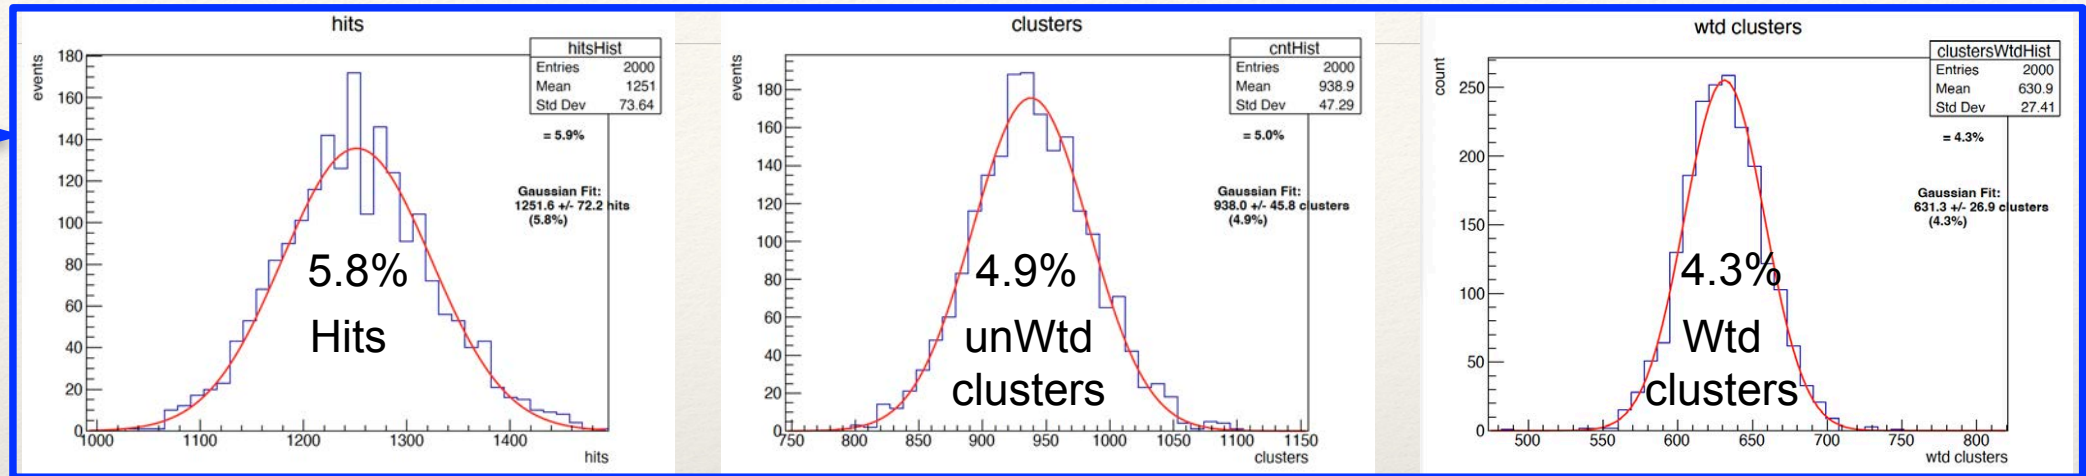 hits
events
180
160
140
120
100
80
60
40
20
0
1000 1100 1200 1300 1400
hits
hitsHist
Entries 2000
Mean 1251
Std Dev 73.64
= 5.9%
Gaussian Fit:
1251.6 +/- 72.2 hits
(5.8%)
5.8%
Hits
clusters
events
180
160
140
120
100
80
60
40
20
0
750 800 850 900 950 1000 1050 1100 1150
clusters
cntHist
Entries 2000
Mean 938.9
Std Dev 47.29
= 5.0%
Gaussian Fit:
938.0 +/- 45.8 clusters
(4.9%)
4.9%
unWtd
clusters
wtd clusters
count
250
200
150
100
50
0
500 550 600 650 700 750 800
wtd clusters
clustersWtdHist
Entries 2000
Mean 630.9
Std Dev 27.41
= 4.3%
Gaussian Fit:
631.3 +/- 26.9 clusters
(4.3%)
4.3%
Wtd
clusters